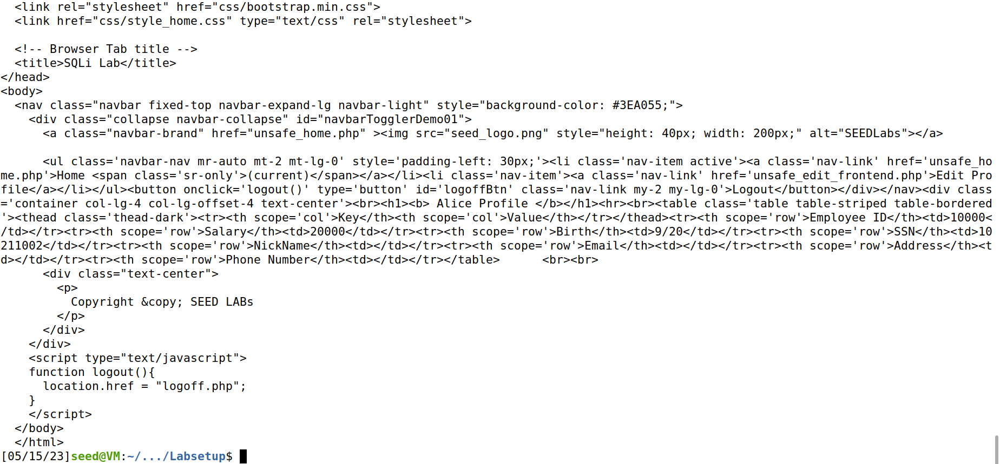 <link rel="stylesheet" href="css/bootstrap.min.css">
  <link href="css/style_home.css" type="text/css" rel="stylesheet">

  <!-- Browser Tab title -->
  <title>SQLi Lab</title>
</head>
<body>
  <nav class="navbar fixed-top navbar-expand-lg navbar-light" style="background-color: #3EA055;">
    <div class="collapse navbar-collapse" id="navbarTogglerDemo01">
      <a class="navbar-brand" href="unsafe_home.php" ><img src="seed_logo.png" style="height: 40px; width: 200px;" alt="SEEDLabs"></a>

      <ul class='navbar-nav mr-auto mt-2 mt-lg-0' style='padding-left: 30px;'><li class='nav-item active'><a class='nav-link' href='unsafe_ho
me.php'>Home <span class='sr-only'>(current)</span></a></li><li class='nav-item'><a class='nav-link' href='unsafe_edit_frontend.php'>Edit Pro
file</a></li></ul><button onclick='logout()' type='button' id='logoffBtn' class='nav-link my-2 my-lg-0'>Logout</button></div></nav><div class
='container col-lg-4 col-lg-offset-4 text-center'><br><h1><b> Alice Profile </b></h1><hr><br><table class='table table-striped table-bordered
'><thead class='thead-dark'><tr><th scope='col'>Key</th><th scope='col'>Value</th></tr></thead><tr><th scope='row'>Employee ID</th><td>10000<
/td></tr><tr><th scope='row'>Salary</th><td>20000</td></tr><tr><th scope='row'>Birth</th><td>9/20</td></tr><tr><th scope='row'>SSN</th><td>10
211002</td></tr><tr><th scope='row'>NickName</th><td></td></tr><tr><th scope='row'>Email</th><td></td></tr><tr><th scope='row'>Address</th><t
d></td></tr><tr><th scope='row'>Phone Number</th><td></td></tr></table>      <br><br>
      <div class="text-center">
        <p>
          Copyright &copy; SEED LABs
        </p>
      </div>
    </div>
    <script type="text/javascript">
    function logout(){
      location.href = "logoff.php";
    }
    </script>
  </body>
  </html>
[05/15/23]seed@VM:~/.../Labsetup$